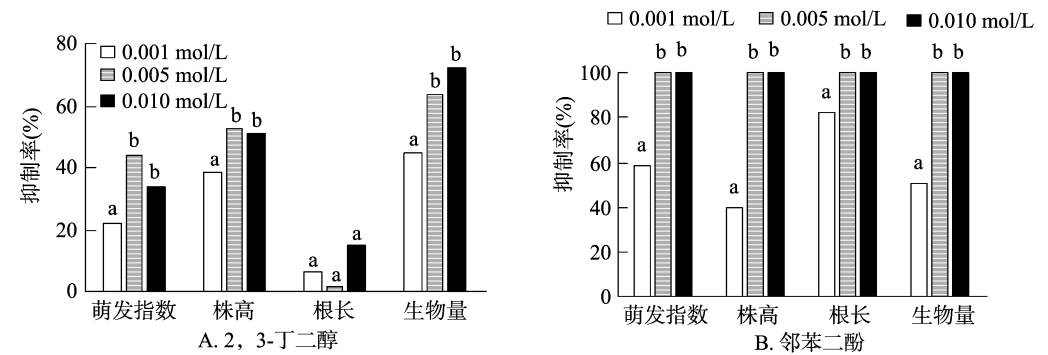 80
60
40
20
0
抑制率(%)
0.001 mol/L
0.005 mol/L
0.010 mol/L
a b b
a b b
a a a
a b b
萌发指数 株高 根长 生物量
A. 2，3-丁二醇
0.001 mol/L 0.005 mol/L 0.010 mol/L
100
80
60
40
20
0
抑制率(%)
a b b
a b b
a b b
a b b
萌发指数 株高 根长 生物量
B. 邻苯二酚